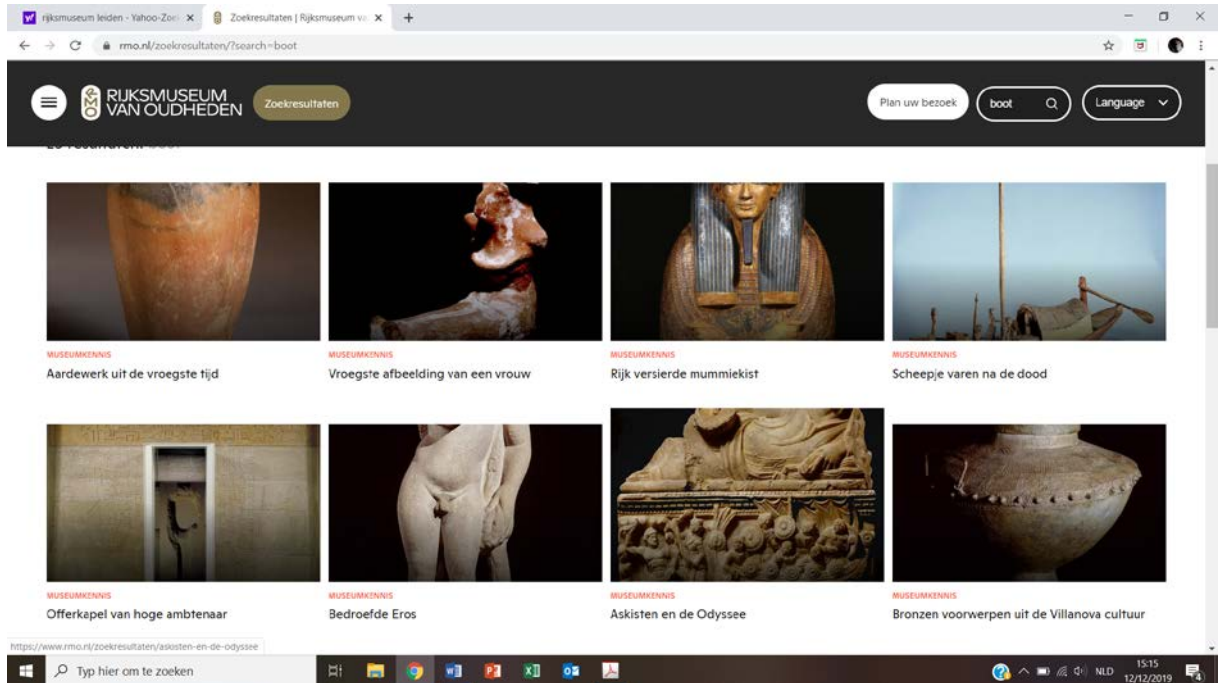 rijksmuseum leiden - Yahoo-Zoe
Zoekresultaten | Rijksmuseum va
rmo.nl/zoekresultaten/?search=boot
RMO
RIJKSMUSEUM
VAN OUDHEDEN
Zoekresultaten
Plan uw bezoek
boot
Language
MUSEUMKENNIS
Aardewerk uit de vroegste tijd
MUSEUMKENNIS
Vroegste afbeelding van een vrouw
MUSEUMKENNIS
Rijk versierde mummiekist
MUSEUMKENNIS
Scheepje varen na de dood
MUSEUMKENNIS
Offerkapel van hoge ambtenaar
MUSEUMKENNIS
Bedroefde Eros
MUSEUMKENNIS
Askisten en de Odyssee
MUSEUMKENNIS
Bronzen voorwerpen uit de Villanova cultuur
https://www.rmo.nl/zoekresultaten/askisten-en-de-odyssee
Typ hier om te zoeken
NLD
15:15
12/12/2019